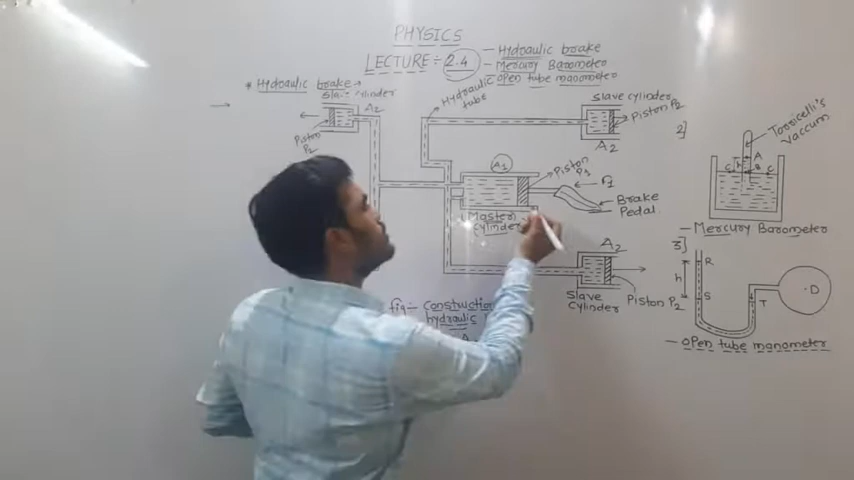 PHYSICS
LECTURE ÷ 2.4
- Hydraulic brake
- Mercury Barometer
open tube manometer
* Hydraulic brake →
Slave cylinder
A2
Piston
P2
Hydraulic
tube
Slave cylinder
Piston P2
A2
A1
Piston
P1
Brake
Pedal
Master
cylinder
A2
Slave
Cylinder
Piston P2
fig:- Construction
hydraulic
2]
Torricelli's
vaccum
A
h
B
C
C
- Mercury Barometer
3]
R
h
S
T
.D
- open tube manometer